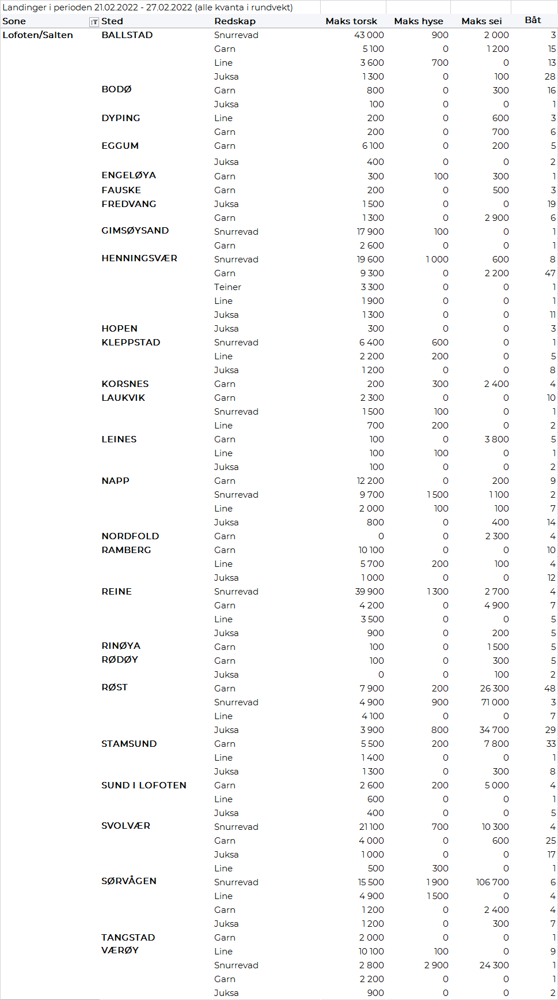 Landinger i perioden 21.02.2022 - 27.02.2022 (alle kvanta i rundvekt)
Sone Sted Redskap Maks torsk Maks hyse Maks sei Båt
Lofoten/Salten BALLSTAD Snurrevad 43 000 900 2 000 3
Garn 5 100 0 1 200 15
Line 3 600 700 0 13
Juksa 1 300 0 100 28
BODØ Garn 800 0 300 16
Juksa 100 0 0 1
DYPING Line 200 0 600 3
Garn 200 0 700 6
EGGUM Garn 6 100 0 200 5
Juksa 400 0 0 2
ENGELØYA Garn 300 100 300 1
FAUSKE Garn 200 0 500 3
FREDVANG Juksa 1 500 0 0 19
Garn 1 300 0 2 900 6
GIMSØYSAND Snurrevad 17 900 100 0 1
Garn 2 600 0 0 1
HENNINGSVÆR Snurrevad 19 600 1 000 600 8
Garn 9 300 0 2 200 47
Teiner 3 300 0 0 1
Line 1 900 0 0 1
Juksa 1 300 0 0 11
HOPEN Juksa 300 0 0 3
KLEPPSTAD Snurrevad 6 400 600 0 1
Line 2 200 200 0 5
Juksa 1 200 0 0 8
KORSNES Garn 200 300 2 400 4
LAUKVIK Garn 2 300 0 0 10
Snurrevad 1 500 100 0 1
Line 700 200 0 2
LEINES Garn 100 0 3 800 5
Line 100 100 0 1
Juksa 100 0 0 2
NAPP Garn 12 200 0 200 9
Snurrevad 9 700 1 500 1 100 2
Line 2 000 100 100 7
Juksa 800 0 400 14
NORDFOLD Garn 0 0 2 300 4
RAMBERG Garn 10 100 0 0 10
Line 5 700 200 100 4
Juksa 1 000 0 0 12
REINE Snurrevad 39 900 1 300 2 700 4
Garn 4 200 0 4 900 7
Line 3 500 0 0 5
Juksa 900 0 200 5
RINØYA Garn 100 0 1 500 5
RØDØY Garn 100 0 300 5
Juksa 0 0 100 2
RØST Garn 7 900 200 26 300 48
Snurrevad 4 900 900 71 000 3
Line 4 100 0 0 7
Juksa 3 900 800 34 700 29
STAMSUND Garn 5 500 200 7 800 33
Line 1 400 0 0 1
Juksa 1 300 0 300 8
SUND I LOFOTEN Garn 2 600 200 5 000 4
Line 600 0 0 1
Juksa 400 0 0 5
SVOLVÆR Snurrevad 21 100 700 10 300 4
Garn 4 000 0 600 25
Juksa 1 000 0 0 17
Line 500 300 0 1
SØRVÅGEN Snurrevad 15 500 1 900 106 700 6
Line 4 900 1 500 0 4
Garn 1 200 0 2 400 4
Juksa 1 200 0 300 7
TANGSTAD Garn 2 000 0 0 1
VÆRØY Line 10 100 100 0 9
Snurrevad 2 800 2 900 24 300 1
Garn 2 200 0 0 1
Juksa 900 0 0 2